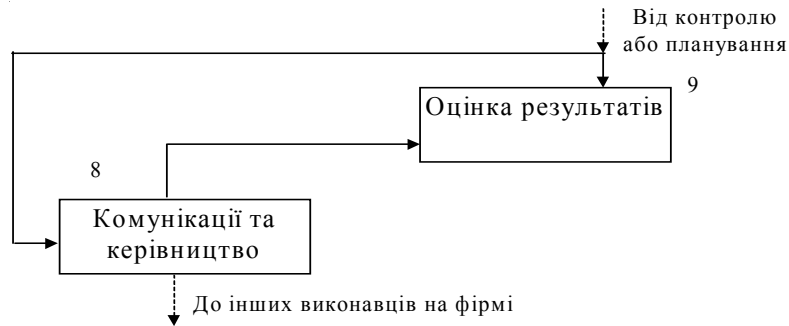 Від контролю
або планування
9
Оцінка результатів
8
Комунікації та
керівництво
До інших виконавців на фірмі